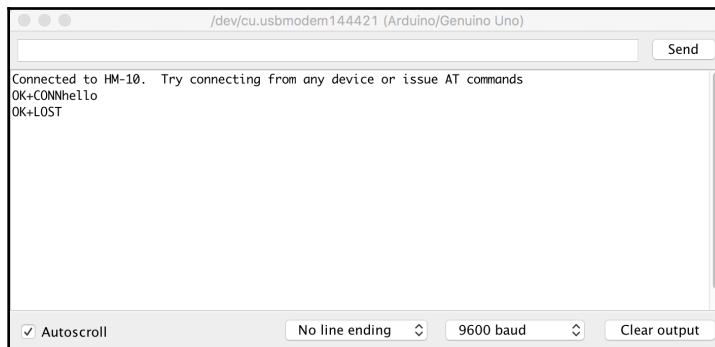 /dev/cu.usbmodem144421 (Arduino/Genuino Uno)
Send
Connected to HM-10.  Try connecting from any device or issue AT commands
OK+CONNhello
OK+LOST
Autoscroll
No line ending
9600 baud
Clear output